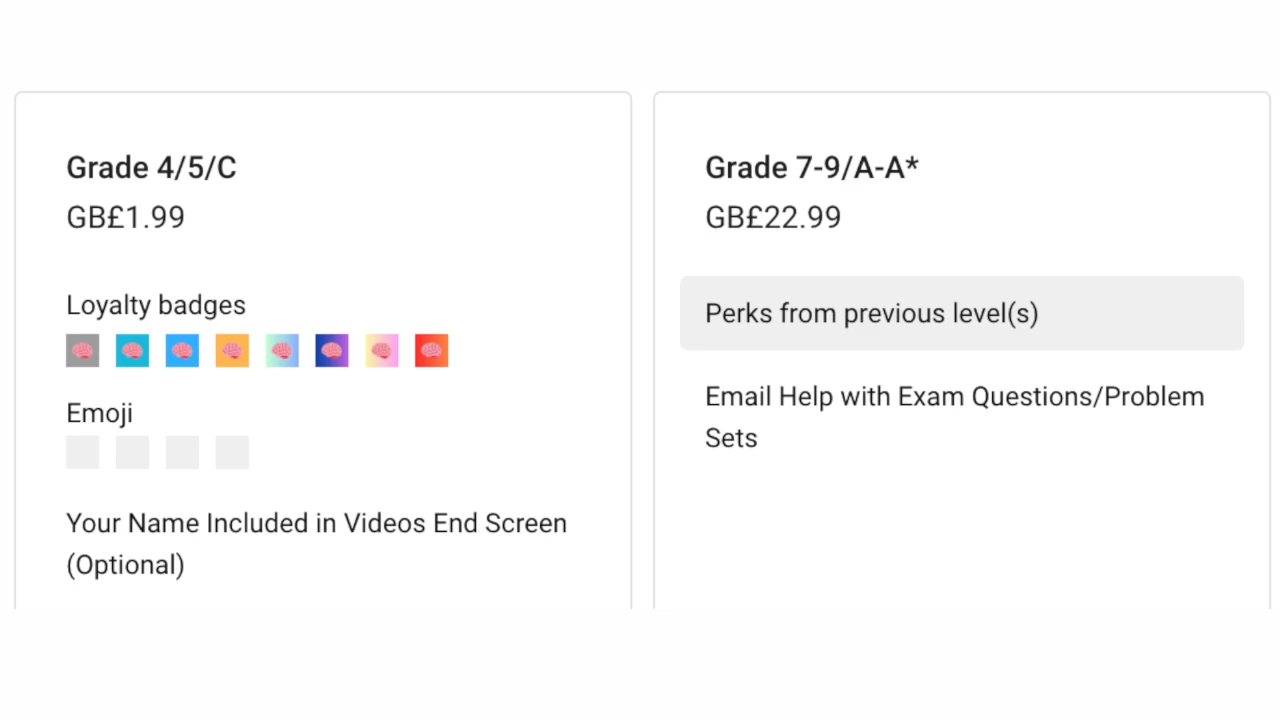 Grade 4/5/C
GB£1.99
Loyalty badges
Emoji
Your Name Included in Videos End Screen
(Optional)
Grade 7-9/A-A*
GB£22.99
Perks from previous level(s)
Email Help with Exam Questions/Problem
Sets